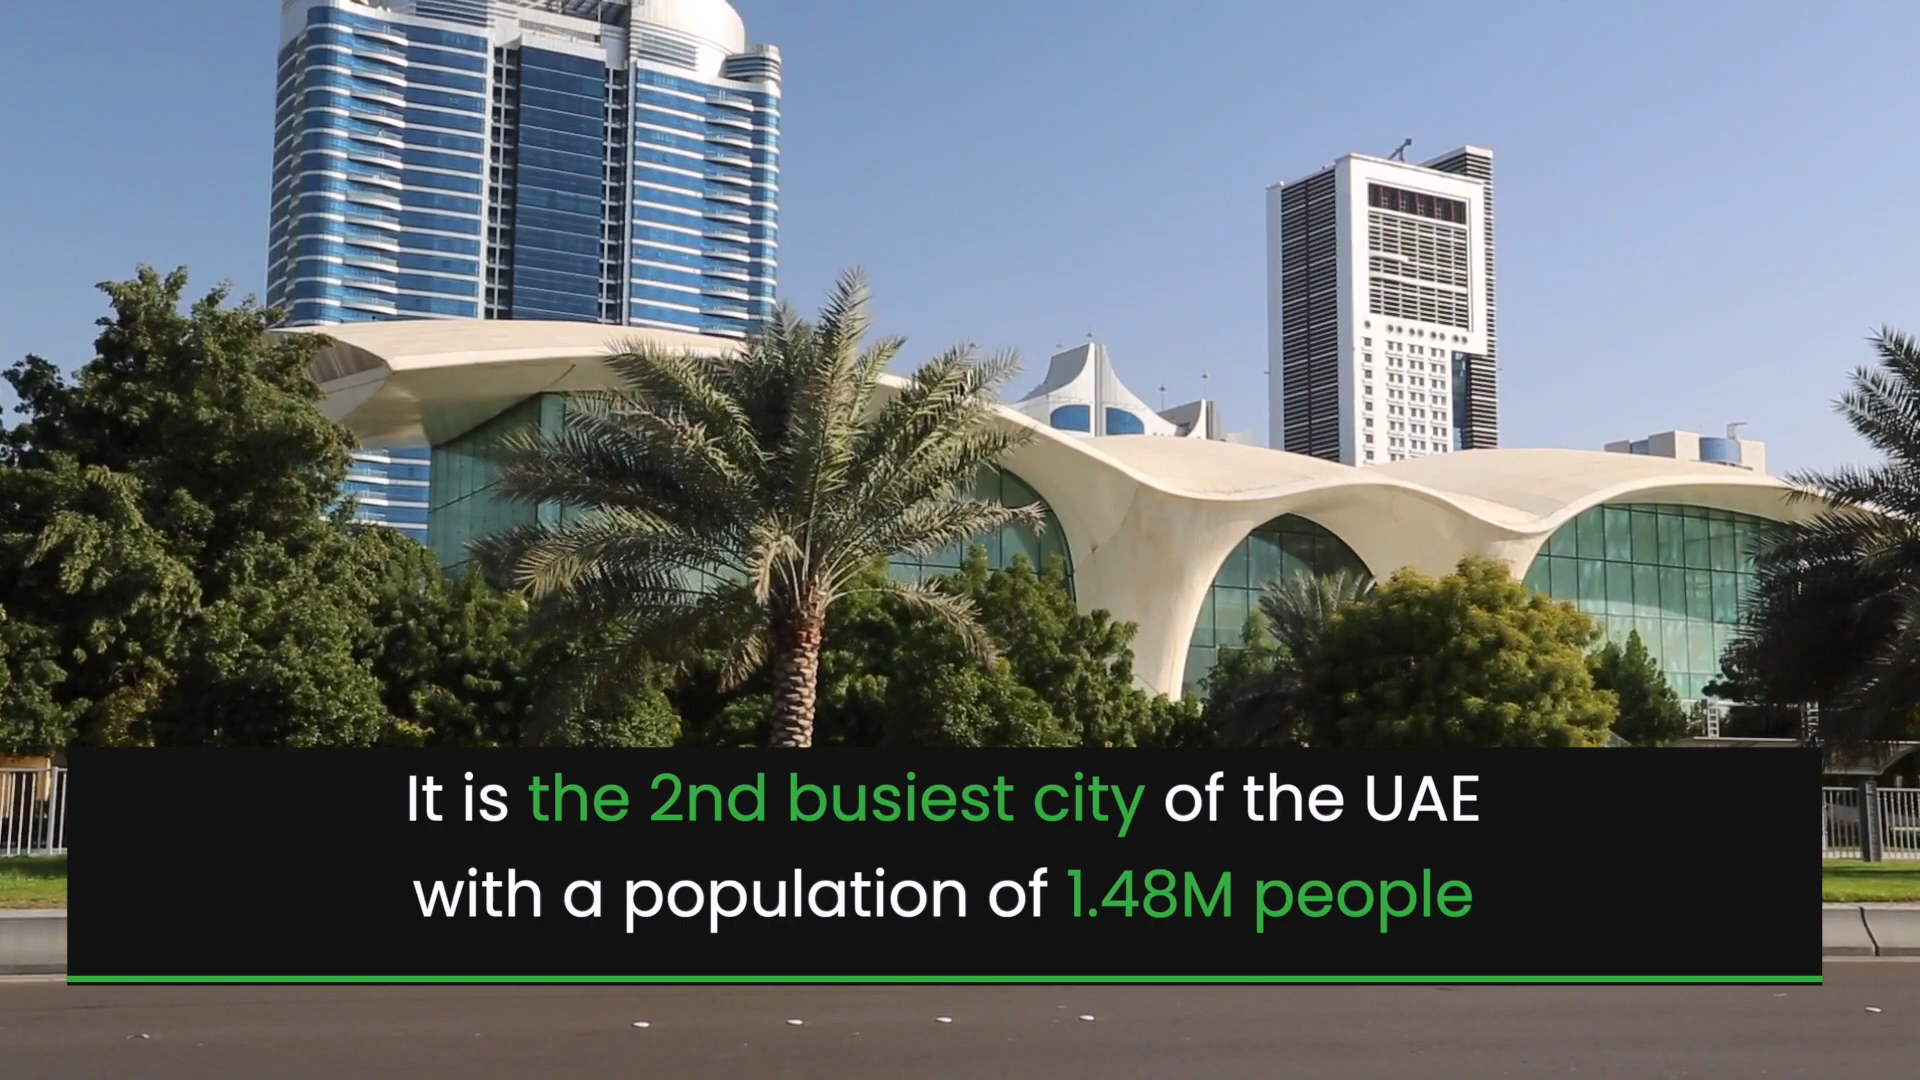 It is the 2nd busiest city of the UAE
with a population of 1.48M people